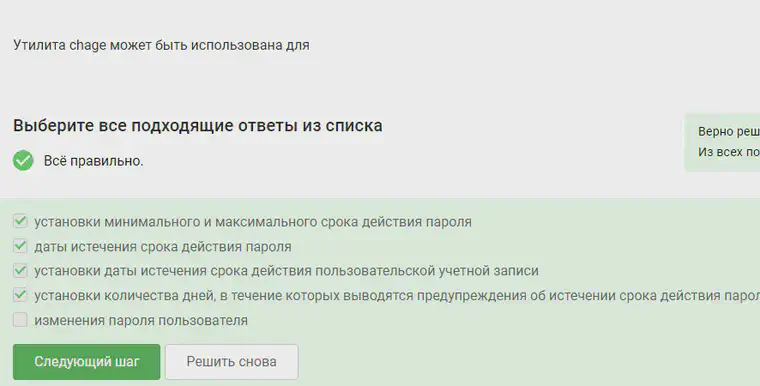 Утилита chage может быть использована для
Выберите все подходящие ответы из списка
Всё правильно.
Верно реш
Из всех по
установки минимального и максимального срока действия пароля
даты истечения срока действия пароля
установки даты истечения срока действия пользовательской учетной записи
установки количества дней, в течение которых выводятся предупреждения об истечении срока действия парол
изменения пароля пользователя
Следующий шаг
Решить снова